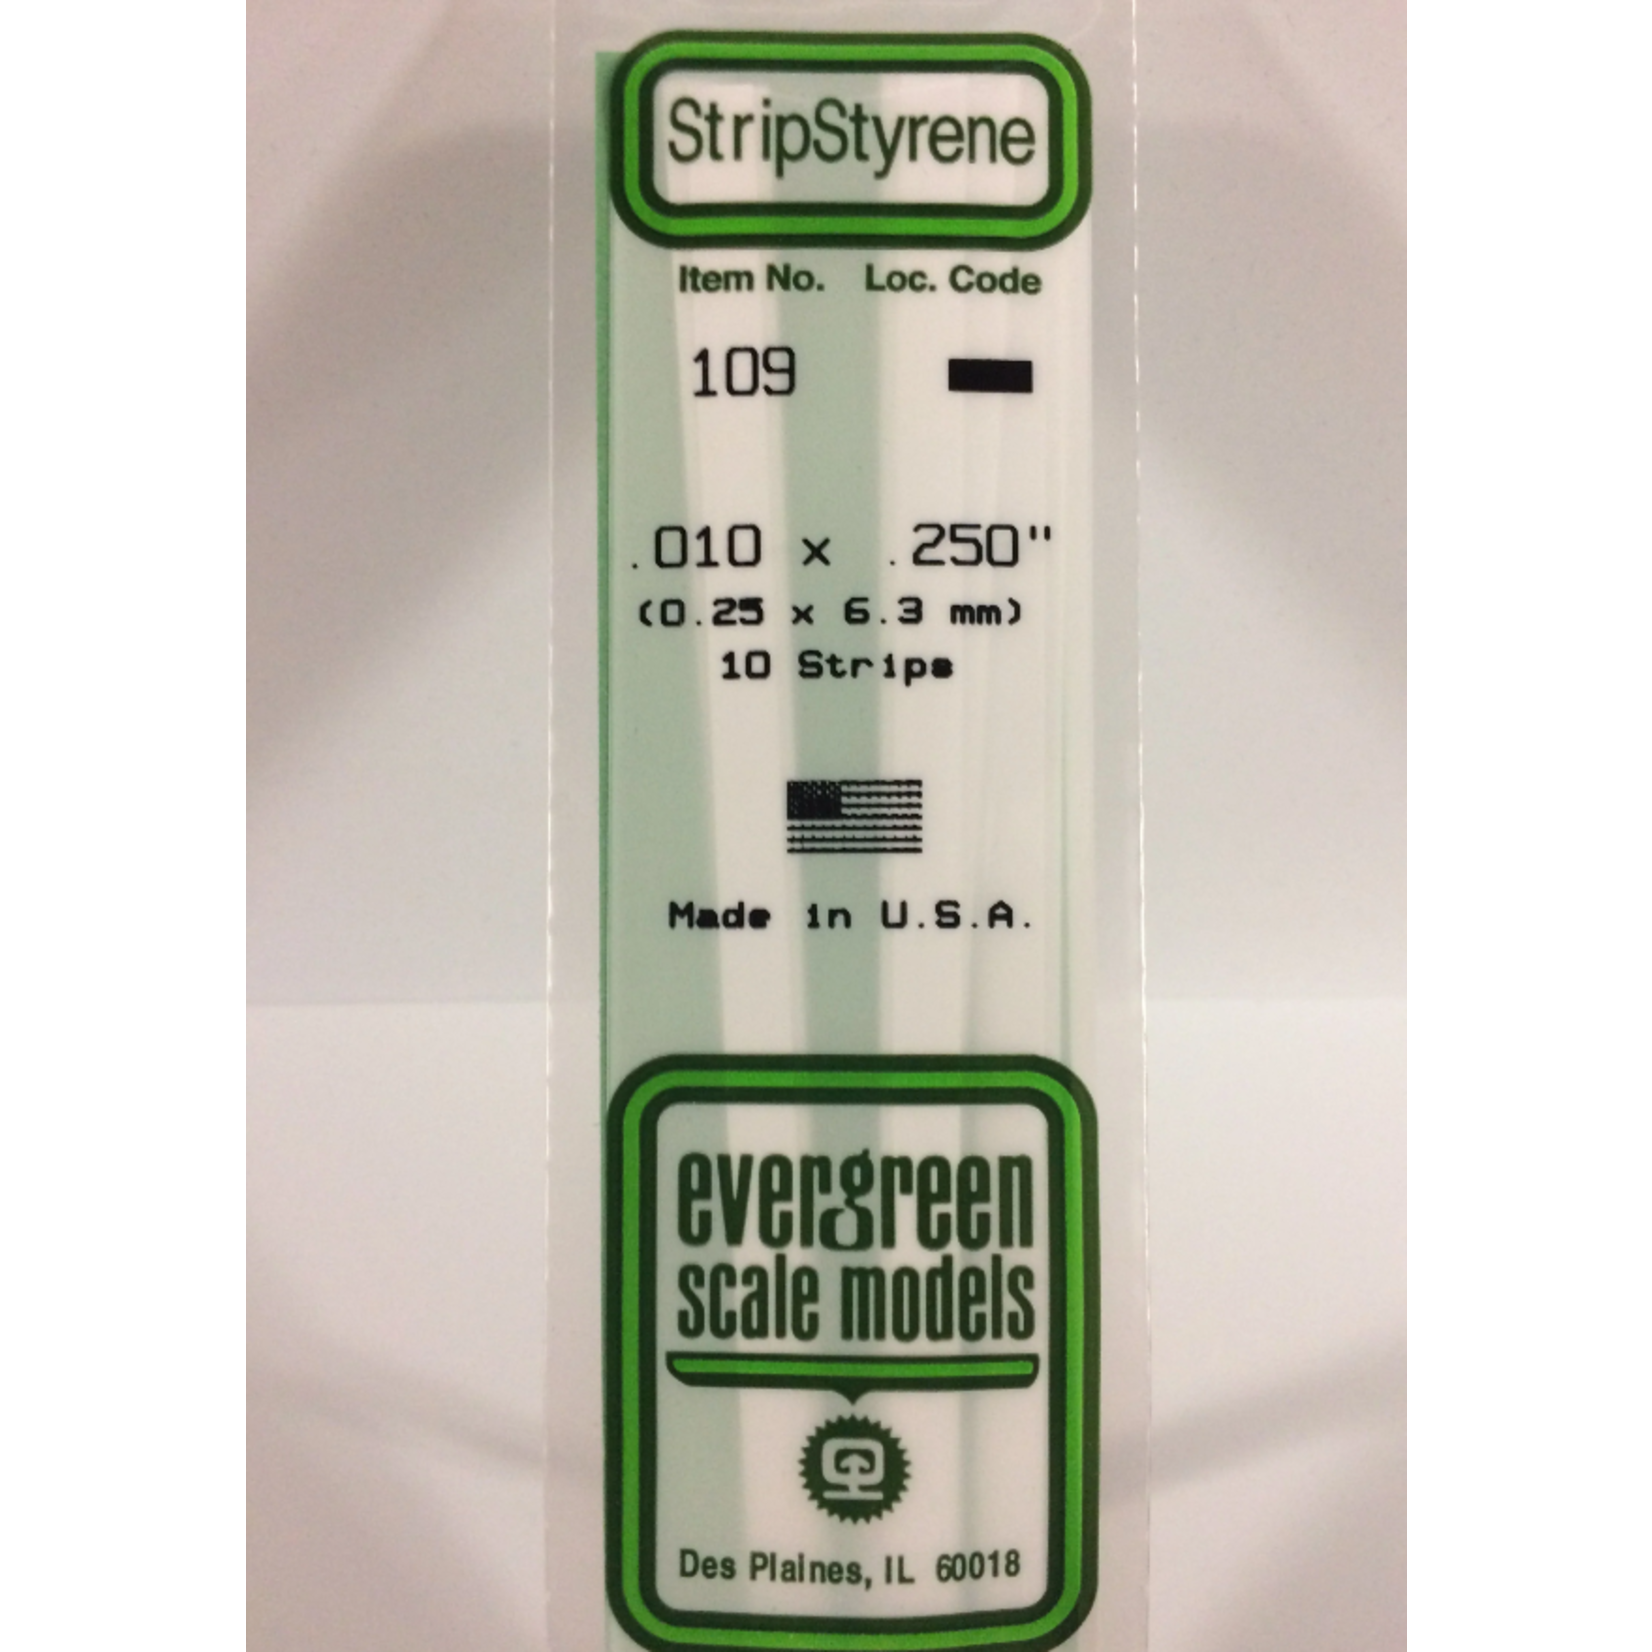 StripStyrene
Item No. Loc. Code
109
.010 x .250"
(0.25 x 6.3 mm)
10 Strips
Made in U.S.A.
evergreen
scale models
Des Plaines, IL 60018